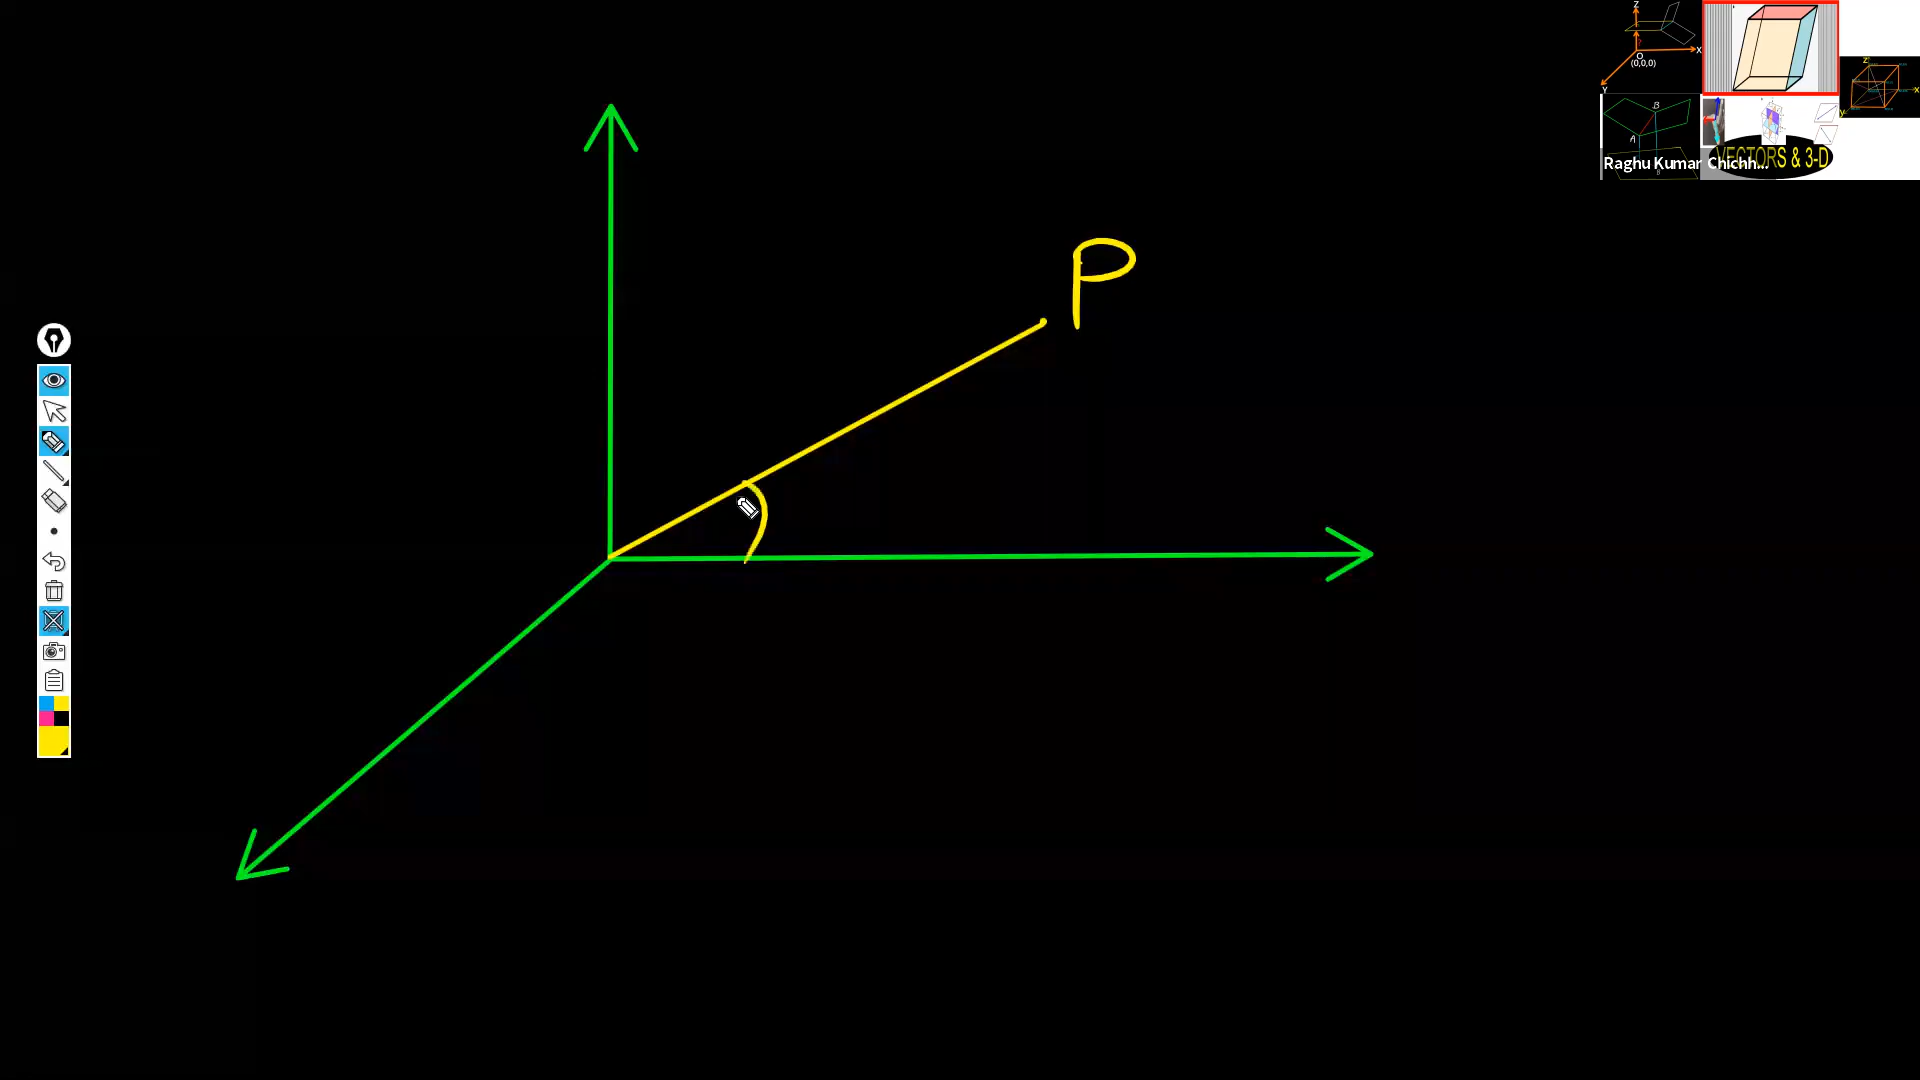 Z
X
O
(0,0,0)
Y
Z
X
Y
B
A
VECTORS & 3-D
Raghu Kumar Chichh...
P